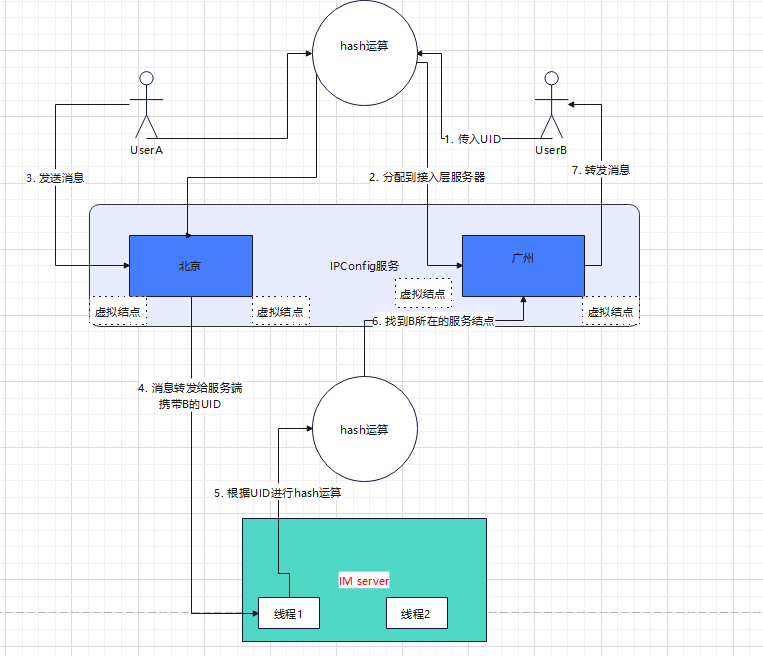 hash运算
UserA
1. 传入UID
UserB
3. 发送消息
2. 分配到接入层服务器
7. 转发消息
北京
IPConfig服务
广州
虚拟结点
虚拟结点
虚拟结点
虚拟结点
6. 找到B所在的服务结点
4. 消息转发给服务端
携带B的UID
hash运算
5. 根据UID进行hash运算
IM server
线程1
线程2